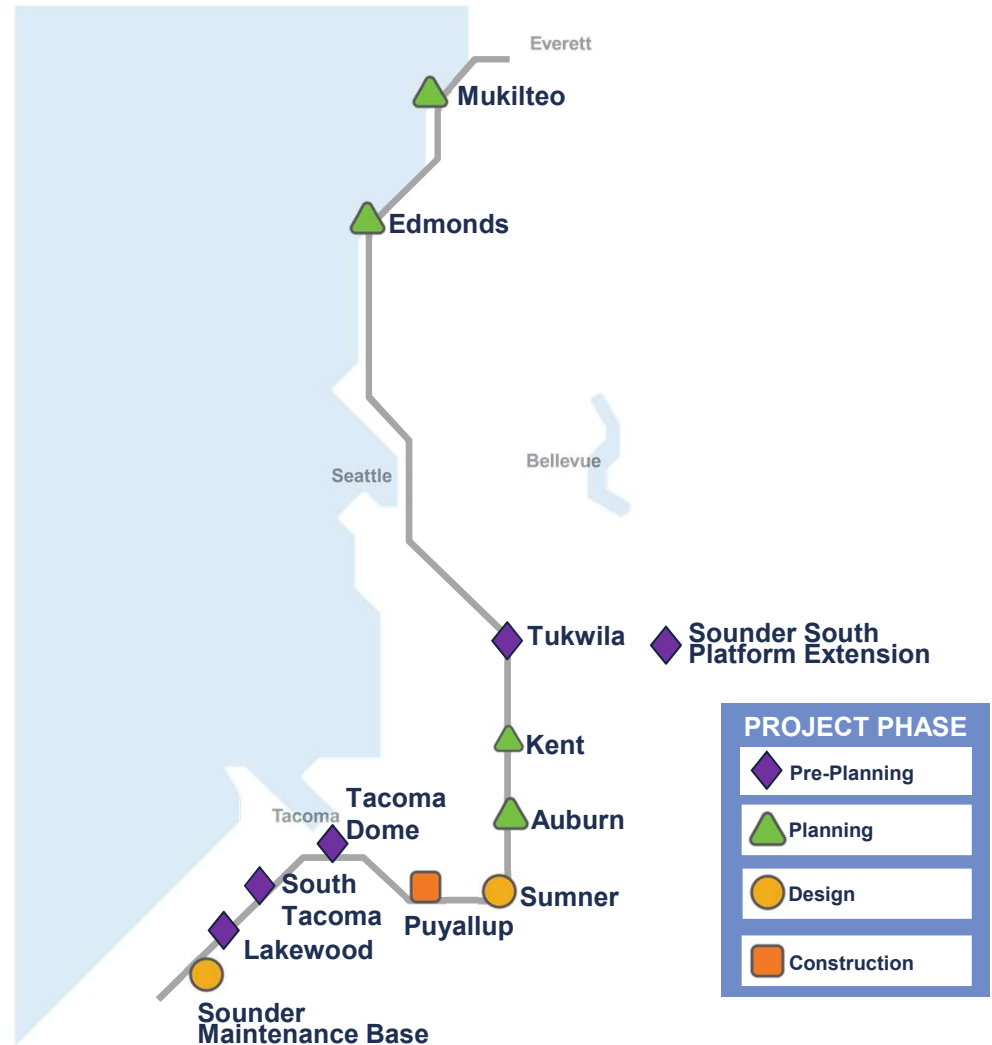 Everett
Mukilteo
Edmonds
Seattle
Bellevue
Tukwila
Sounder South
Platform Extension
Kent
Auburn
Sumner
Puyallup
Tacoma
Tacoma
Dome
South
Tacoma
Lakewood
Sounder
Maintenance Base
PROJECT PHASE
Pre-Planning
Planning
Design
Construction